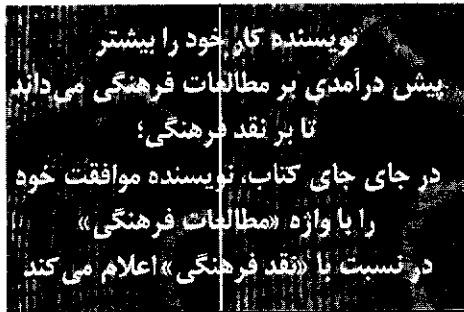 نویسنده کار خود را بیشتر
پیش درآمدی بر مطالعات فرهنگی می‌داند
تا بر نقد فرهنگی؛
در جای جای کتاب، نویسنده موافقت خود
را با واژه «مطالعات فرهنگی»
در نسبت با «نقد فرهنگی» اعلام می‌کند